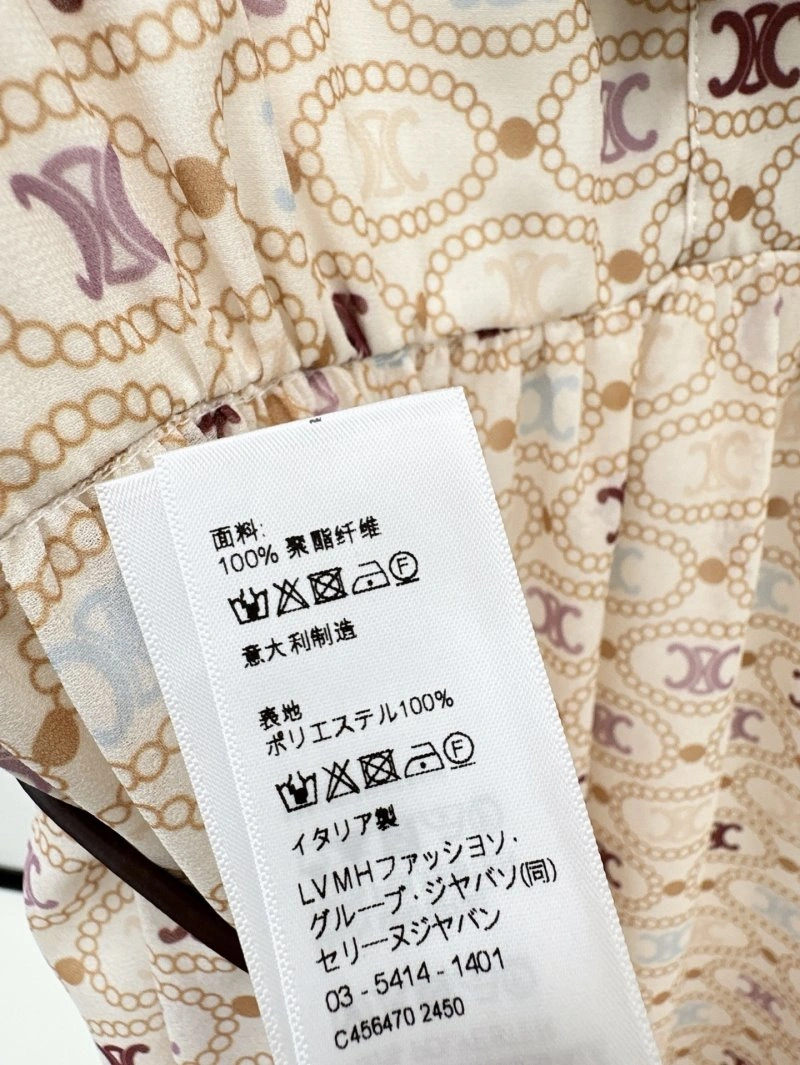 面料:
100% 聚酯纤维
F
意大利制造
表地
ポリエステル100%
F
イタリア製
LVMHファッシヨソ・
グループ・ジヤバソ(同)
セリーヌジヤバン
03 - 5414 - 1401
C456470 2450